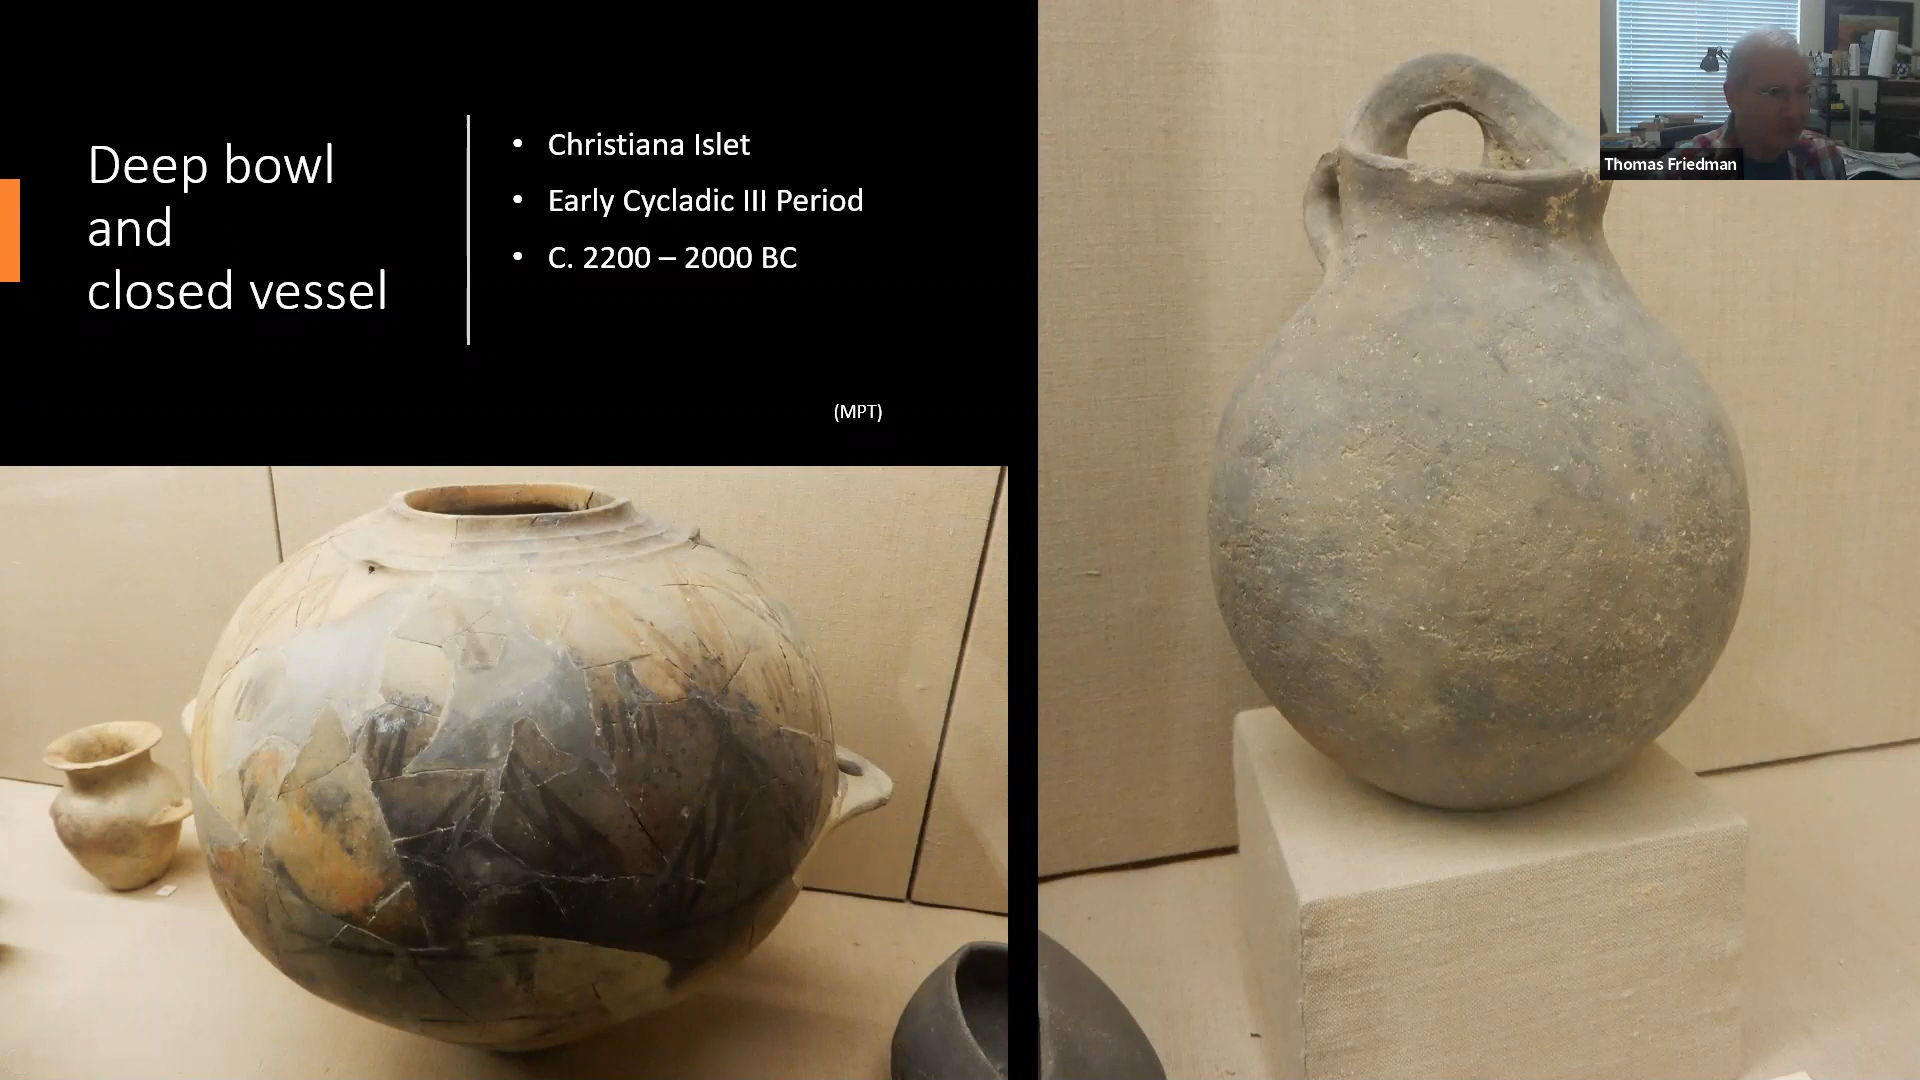 Deep bowl
and
closed vessel
• Christiana Islet
• Early Cycladic III Period
• C. 2200 – 2000 BC
(MPT)
Thomas Friedman